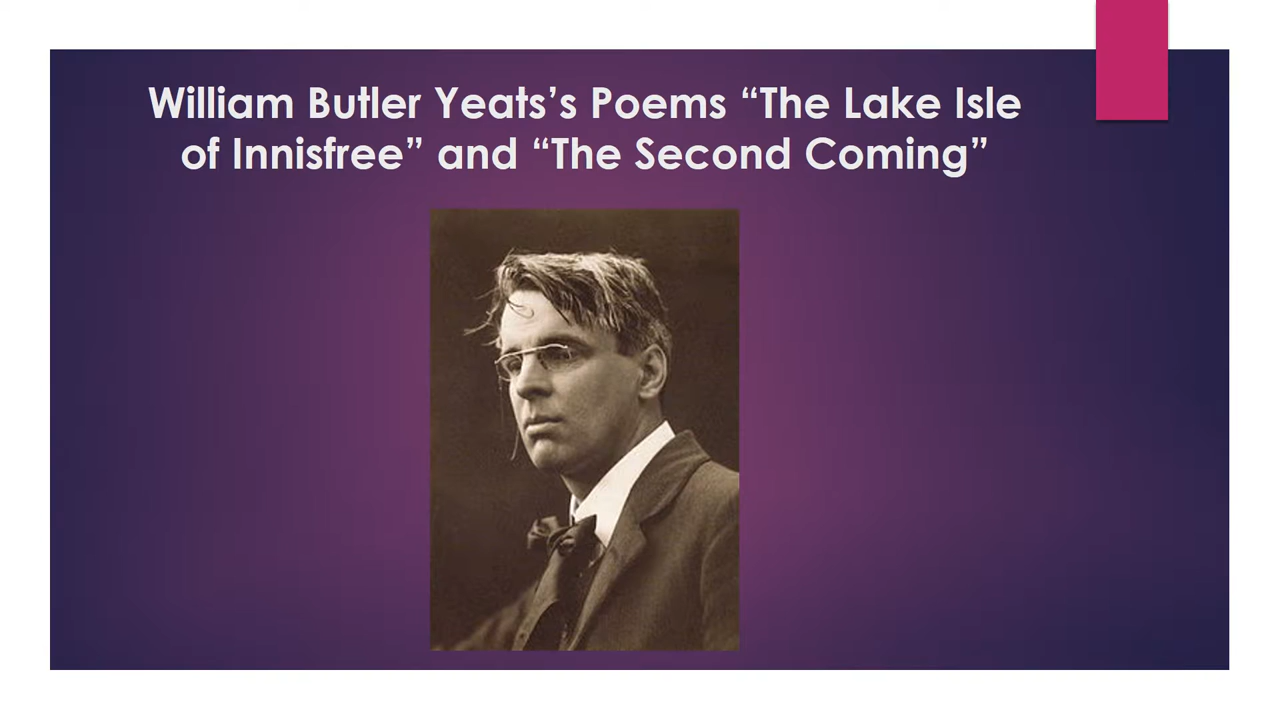 William Butler Yeats’s Poems “The Lake Isle
of Innisfree” and “The Second Coming”